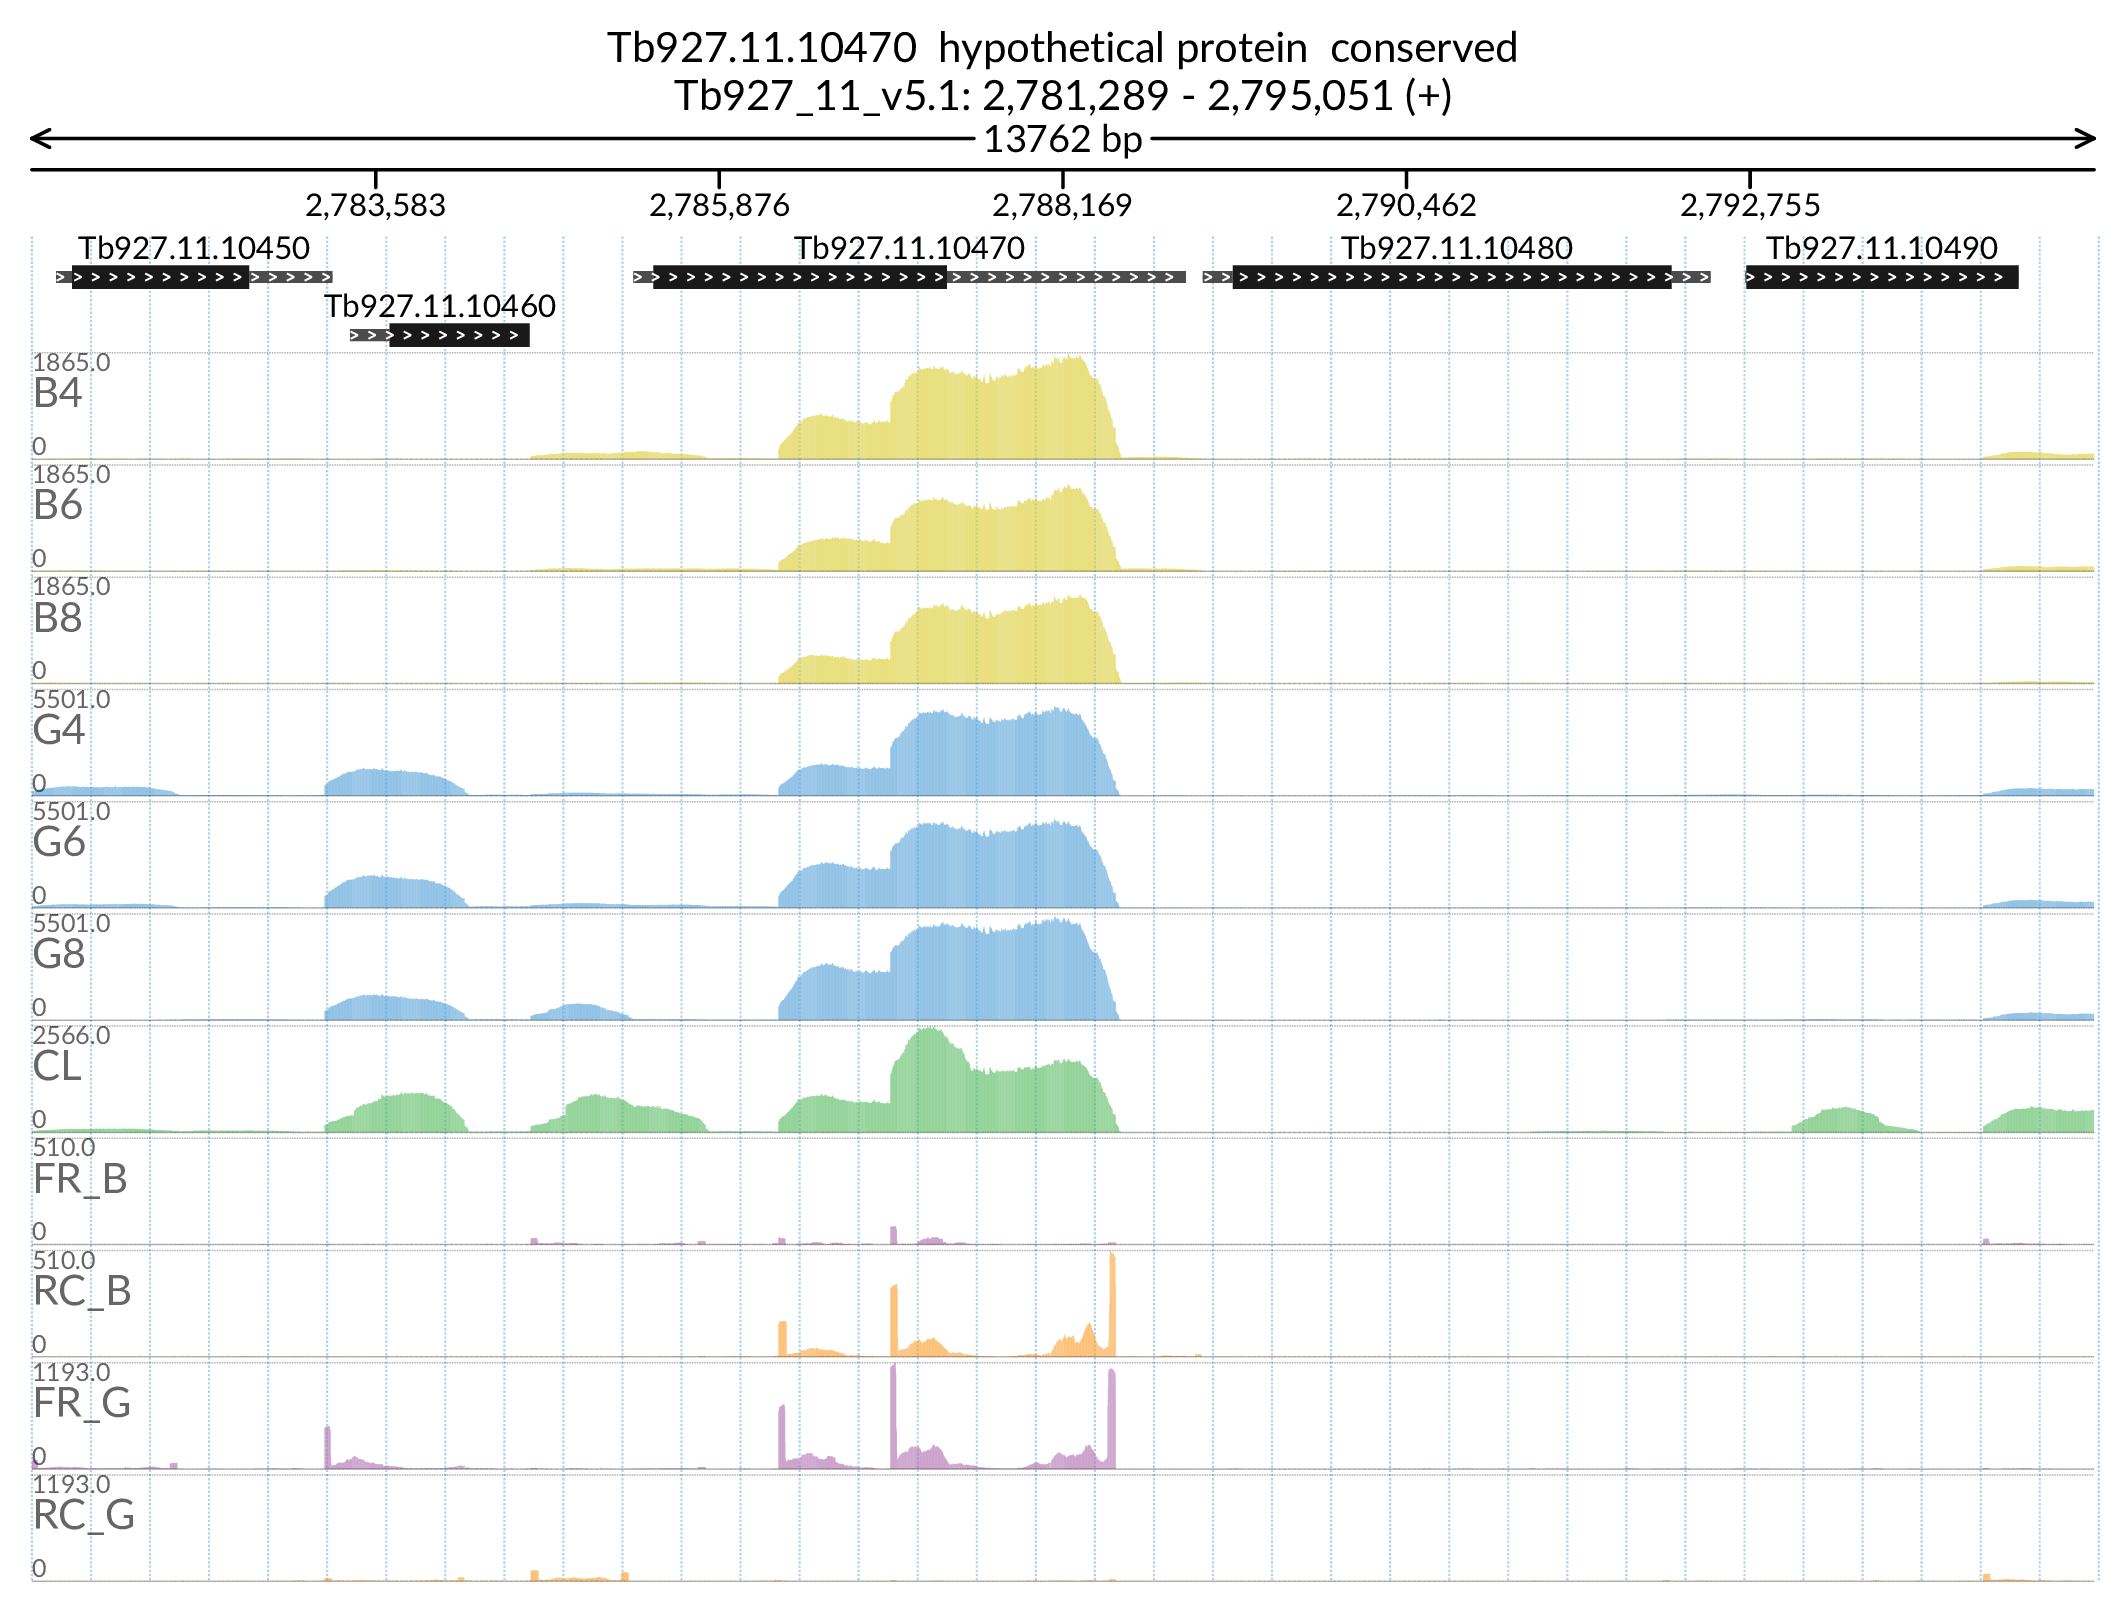 Tb927.11.10470 hypothetical protein conserved
Tb927_11_v5.1: 2,781,289 - 2,795,051 (+)
13762 bp
2,783,583 2,785,876 2,788,169 2,790,462 2,792,755
Tb927.11.10450 Tb927.11.10470 Tb927.11.10480 Tb927.11.10490
Tb927.11.10460
1865.0
B4
0
1865.0
B6
0
1865.0
B8
0
5501.0
G4
0
5501.0
G6
0
5501.0
G8
0
2566.0
CL
0
510.0
FR_B
0
510.0
RC_B
0
1193.0
FR_G
0
1193.0
RC_G
0